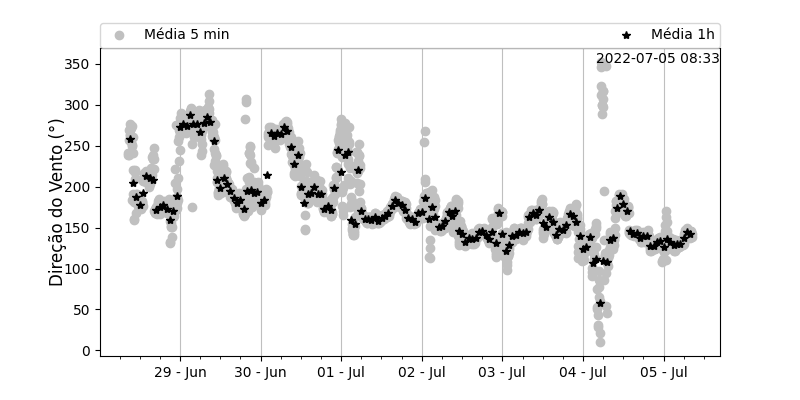 Média 5 min
Média 1h
2022-07-05 08:33
Direção do Vento (°)
350
300
250
200
150
100
50
0
29 - Jun
30 - Jun
01 - Jul
02 - Jul
03 - Jul
04 - Jul
05 - Jul